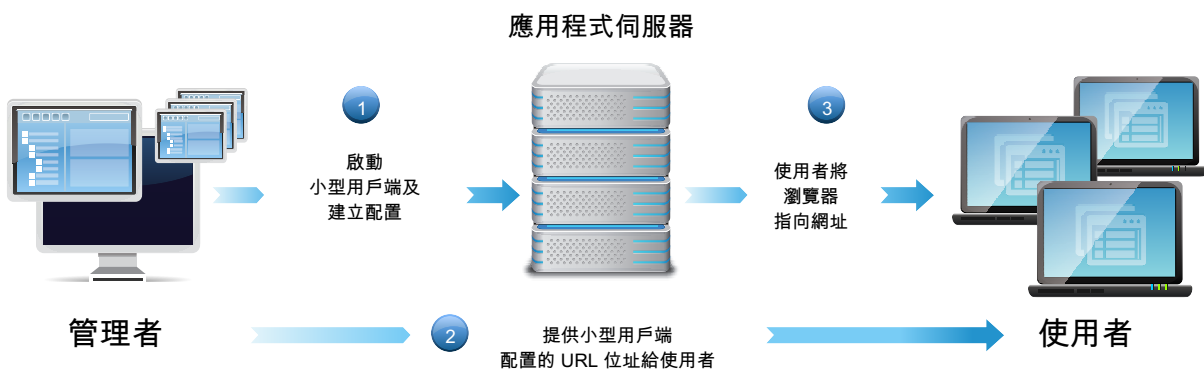 應用程式伺服器
1
啟動
小型用戶端及
建立配置
3
使用者將
瀏覽器
指向網址
管理者
2
提供小型用戶端
配置的 URL 位址給使用者
使用者